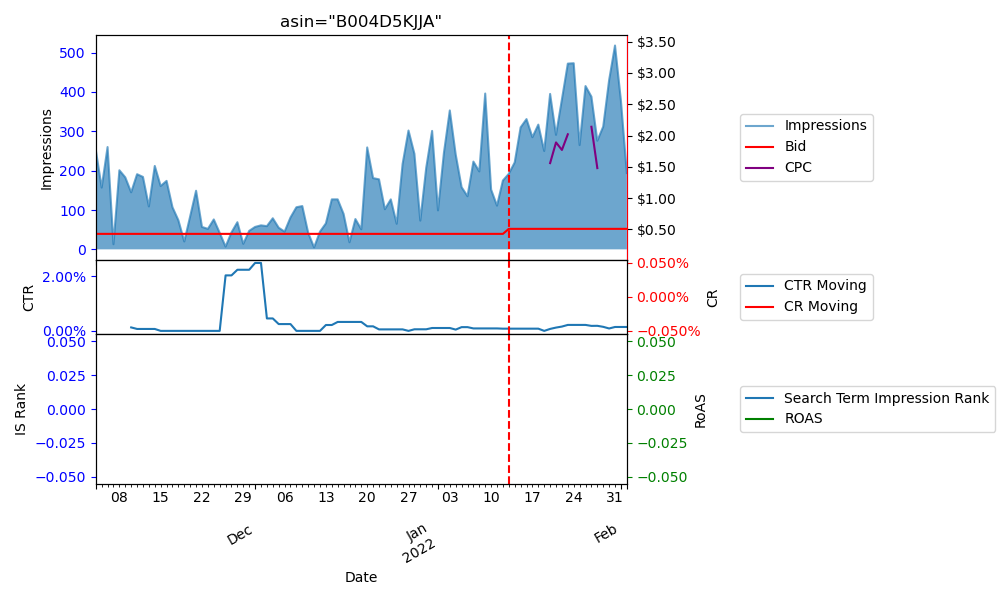 asin="B004D5KJJA"
500
400
300
200
100
0
Impressions
$3.50
$3.00
$2.50
$2.00
$1.50
$1.00
$0.50
Impressions
Bid
CPC
2.00%
0.00%
CTR
0.050%
0.000%
−0.050%
CR
CTR Moving
CR Moving
0.050
0.025
0.000
−0.025
−0.050
IS Rank
0.050
0.025
0.000
−0.025
−0.050
RoAS
Search Term Impression Rank
ROAS
08 15 22 29 06 13 20 27 03 10 17 24 31
Dec Jan Feb
2022
Date